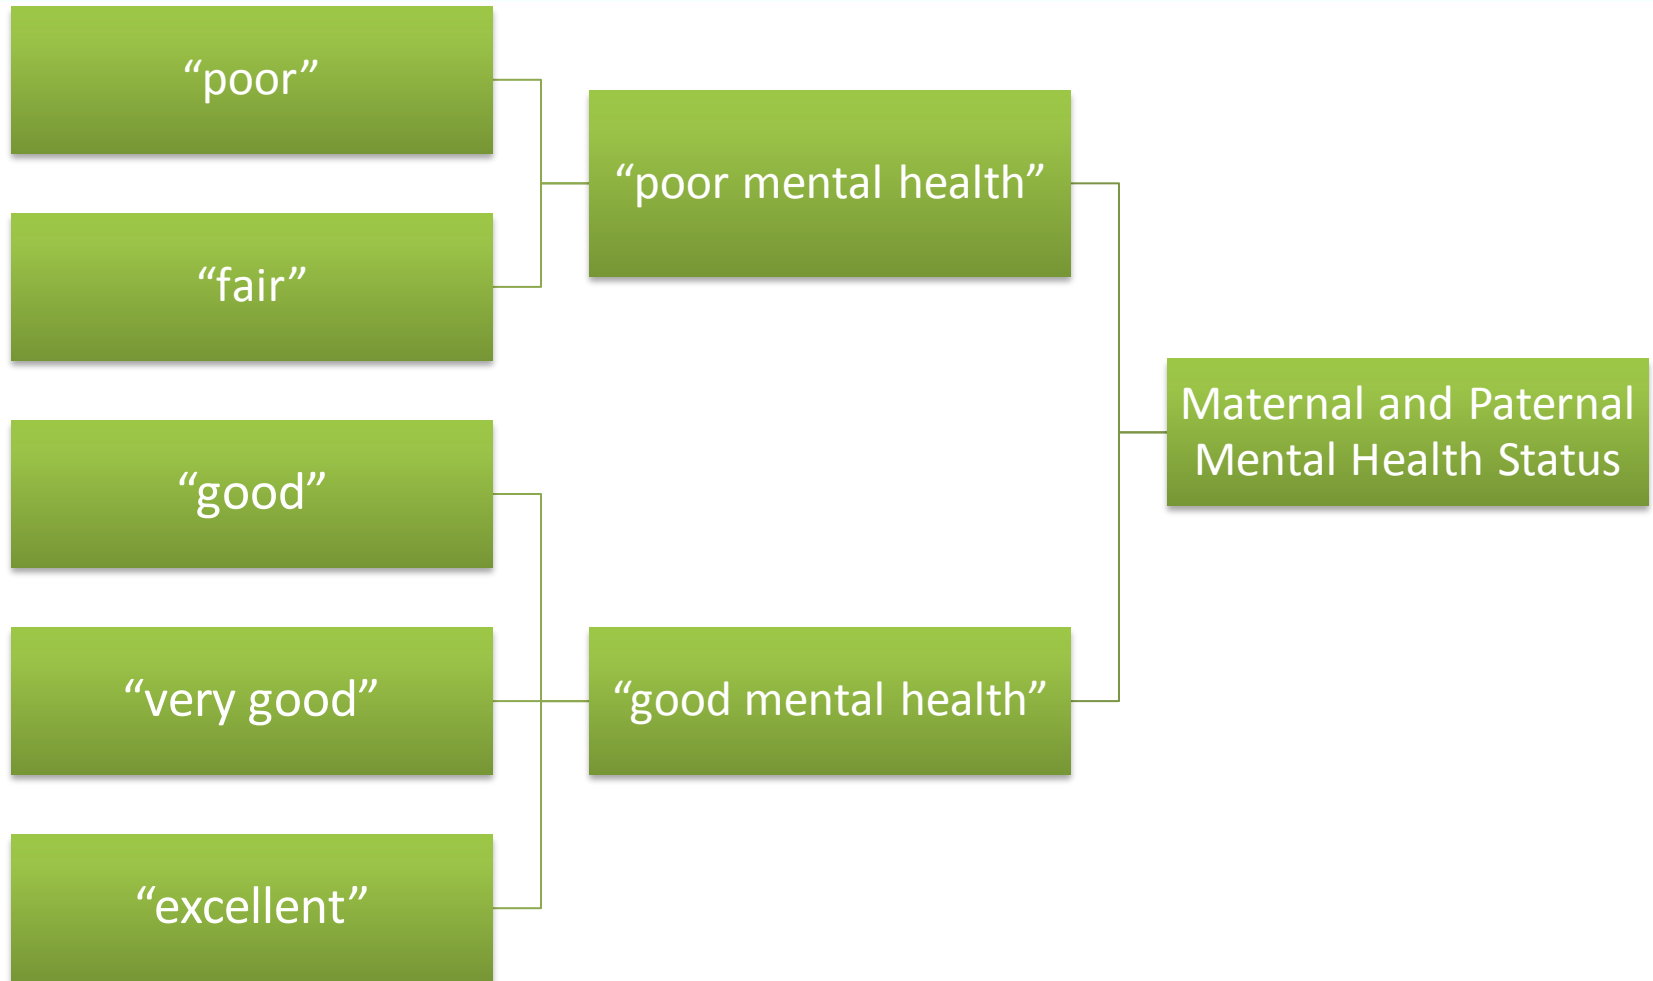 “poor”
“fair”
“good”
“very good”
“excellent”
“poor mental health”
“good mental health”
Maternal and Paternal
Mental Health Status